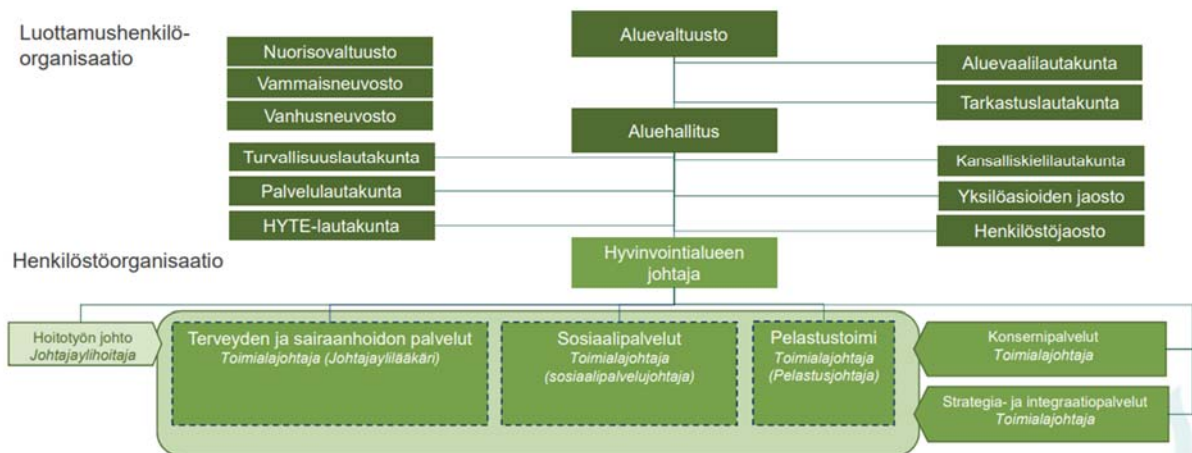 Luottamushenkilö-
organisaatio
Nuorisovaltuusto
Vammaisneuvosto
Vanhusneuvosto
Aluevaltuusto
Aluevaalilautakunta
Tarkastuslautakunta
Aluehallitus
Turvallisuuslautakunta
Palvelulautakunta
HYTE-lautakunta
Kansalliskielilautakunta
Yksilöasioiden jaosto
Henkilöstöjaosto
Henkilöstöorganisaatio
Hyvinvointialueen
johtaja
Hoitotyön johto
Johtajaylihoitaja
Terveyden ja sairaanhoidon palvelut
Toimialajohtaja (Johtajaylilääkäri)
Sosiaalipalvelut
Toimialajohtaja
(sosiaalipalvelujohtaja)
Pelastustoimi
Toimialajohtaja
(Pelastusjohtaja)
Konsernipalvelut
Toimialajohtaja
Strategia- ja integraatiopalvelut
Toimialajohtaja